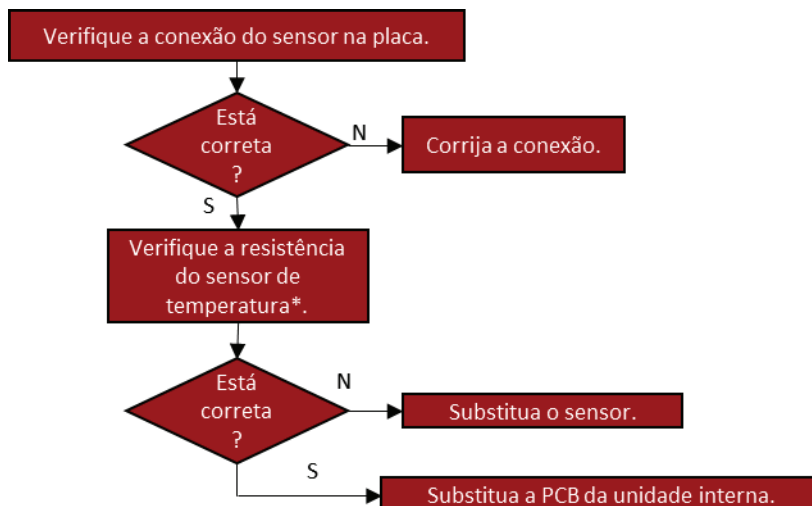 Verifique a conexão do sensor na placa.
Está
correta
?
N
Corrija a conexão.
S
Verifique a resistência
do sensor de
temperatura*.
Está
correta
?
N
Substitua o sensor.
S
Substitua a PCB da unidade interna.